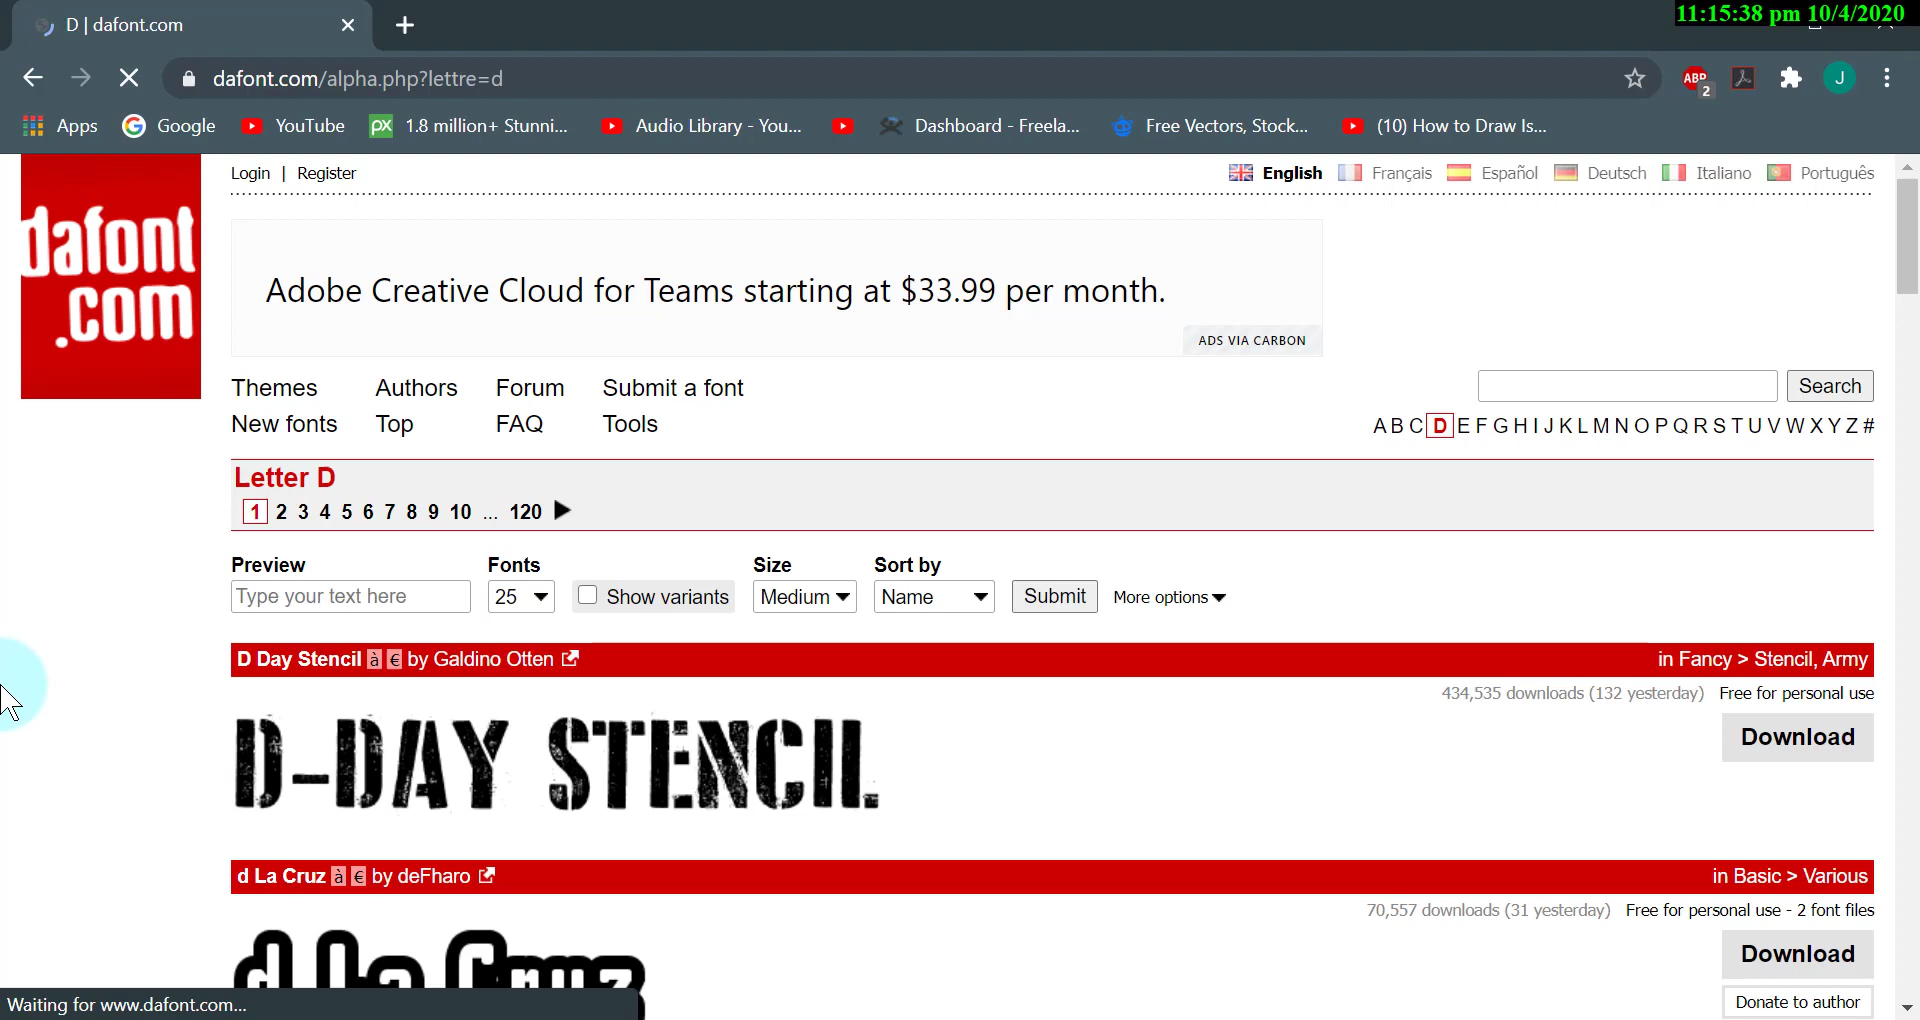 11:15:38 pm 10/4/2020
D | dafont.com
dafont.com/alpha.php?lettre=d
ABP
2
J
Apps
Google
YouTube
px 1.8 million+ Stunni...
Audio Library - You...
Dashboard - Freela...
Free Vectors, Stock...
(10) How to Draw Is...
dafont
.com
Login | Register
English Français Español Deutsch Italiano Português
Adobe Creative Cloud for Teams starting at $33.99 per month.
ADS VIA CARBON
Themes Authors Forum Submit a font
Search
New fonts Top FAQ Tools
A B C D E F G H I J K L M N O P Q R S T U V W X Y Z #
Letter D
1 2 3 4 5 6 7 8 9 10 ... 120
Preview Fonts Size Sort by
Type your text here 25 Show variants Medium Name Submit More options
D Day Stencil à € by Galdino Otten in Fancy > Stencil, Army
434,535 downloads (132 yesterday) Free for personal use
Download
D-DAY STENCIL
d La Cruz à € by deFharo in Basic > Various
70,557 downloads (31 yesterday) Free for personal use - 2 font files
Download
d La Cruz
Donate to author
Waiting for www.dafont.com...